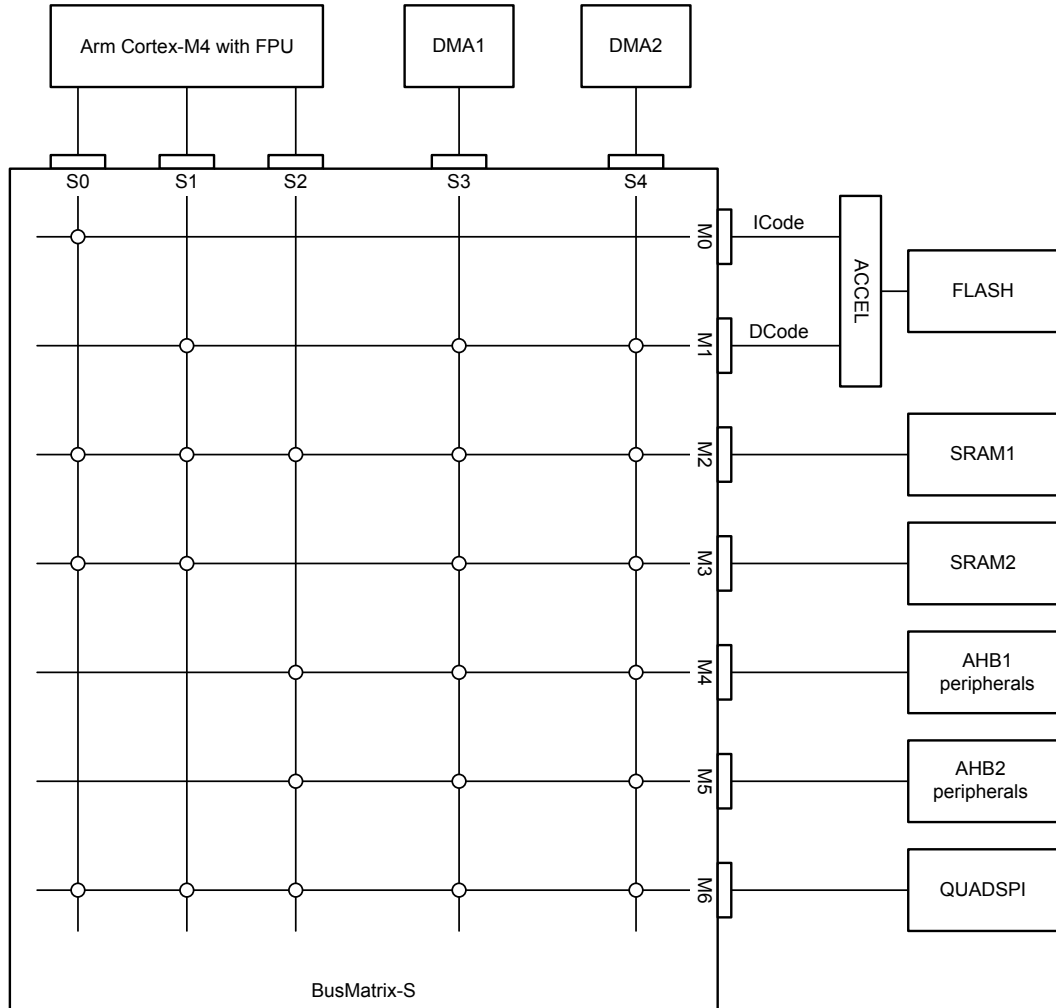 Arm Cortex-M4 with FPU
DMA1
DMA2
S0
S1
S2
S3
S4
M0
ICode
ACCEL
FLASH
M1
DCode
M2
SRAM1
M3
SRAM2
M4
AHB1
peripherals
M5
AHB2
peripherals
M6
QUADSPI
BusMatrix-S